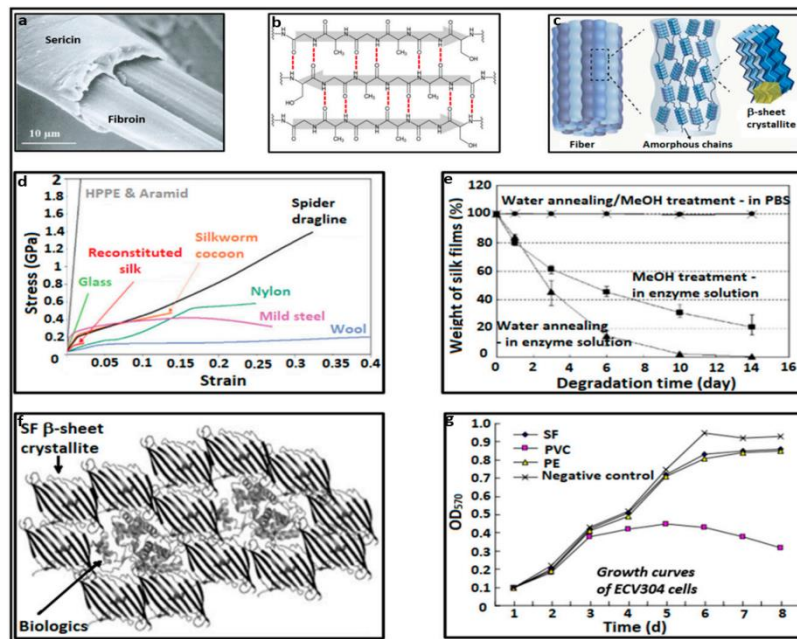 a
Sericin
Fibroin
10 μm
b
c
Fiber
Amorphous chains
β-sheet
crystallite
d
HPPE & Aramid
Spider
dragline
Silkworm
cocoon
Reconstituted
silk
Glass
Nylon
Mild steel
Wool
Stress (GPa)
2
1.8
1.6
1.4
1.2
1
0.8
0.6
0.4
0.2
0
0.05
0.1
0.15
0.2
0.25
0.3
0.4
Strain
e
Water annealing/MeOH treatment - in PBS
MeOH treatment -
in enzyme solution
Water annealing
- in enzyme solution
Weight of silk films (%)
100
80
60
40
20
0
0
2
4
6
8
10
12
14
16
Degradation time (day)
f
SF β-sheet
crystallite
Biologics
g
SF
PVC
PE
Negative control
OD570
1.0
0.9
0.8
0.7
0.6
0.5
0.4
0.3
0.2
0.1
Growth curves
of ECV304 cells
1
2
3
4
5
6
7
8
Time (d)